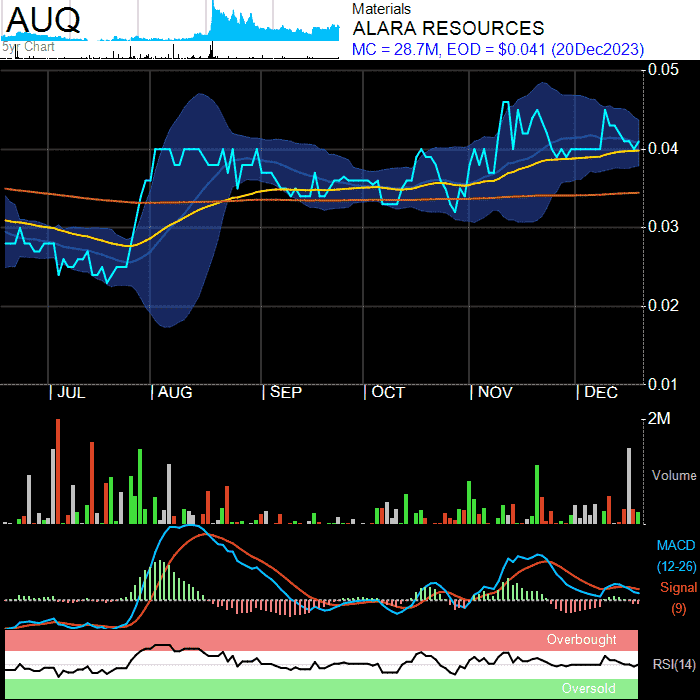 AUQ
5yr Chart
Materials
ALARA RESOURCES
MC = 28.7M, EOD = $0.041 (20Dec2023)
0.05
0.04
0.03
0.02
0.01
| JUL | AUG | SEP | OCT | NOV | DEC
2M
Volume
MACD
(12-26)
Signal
(9)
Overbought
RSI(14)
Oversold